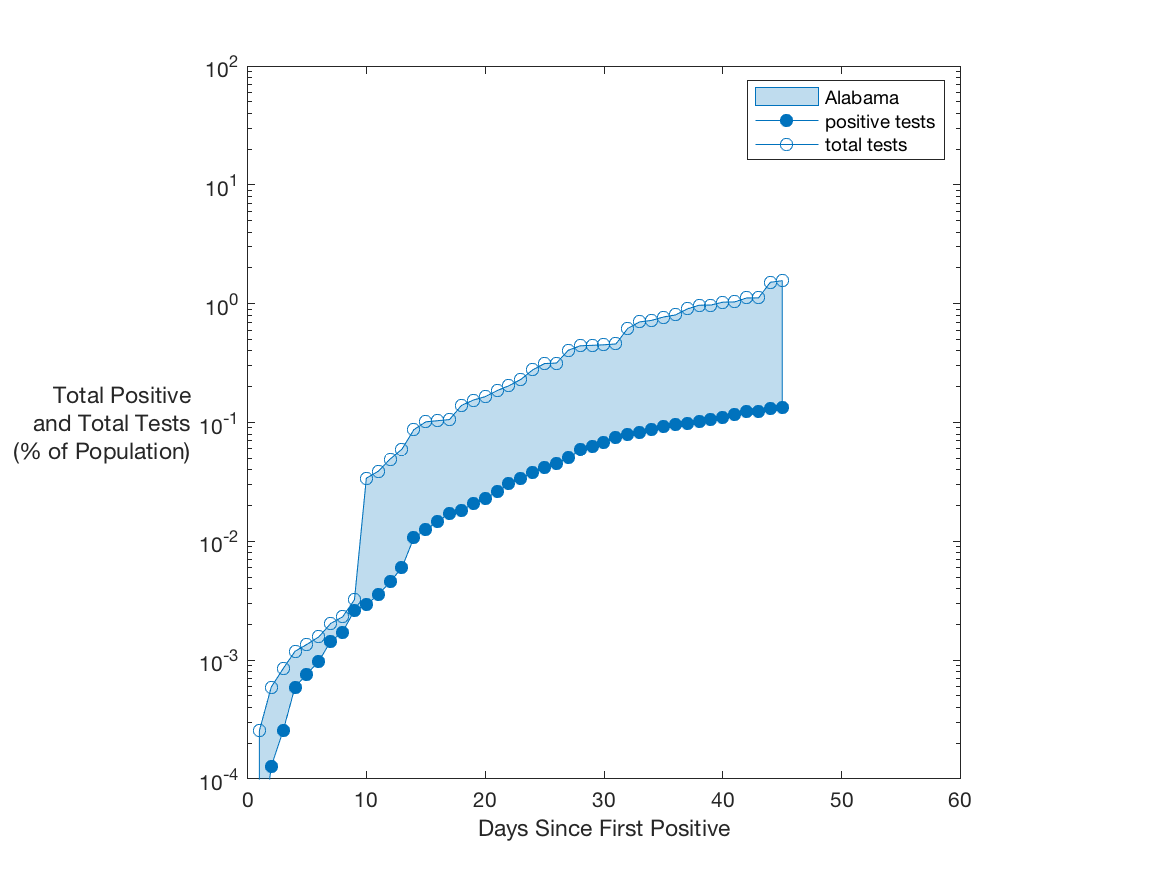 10^2
10^1
10^0
10^-1
10^-2
10^-3
10^-4
Total Positive
and Total Tests
(% of Population)
Alabama
positive tests
total tests
0 10 20 30 40 50 60
Days Since First Positive